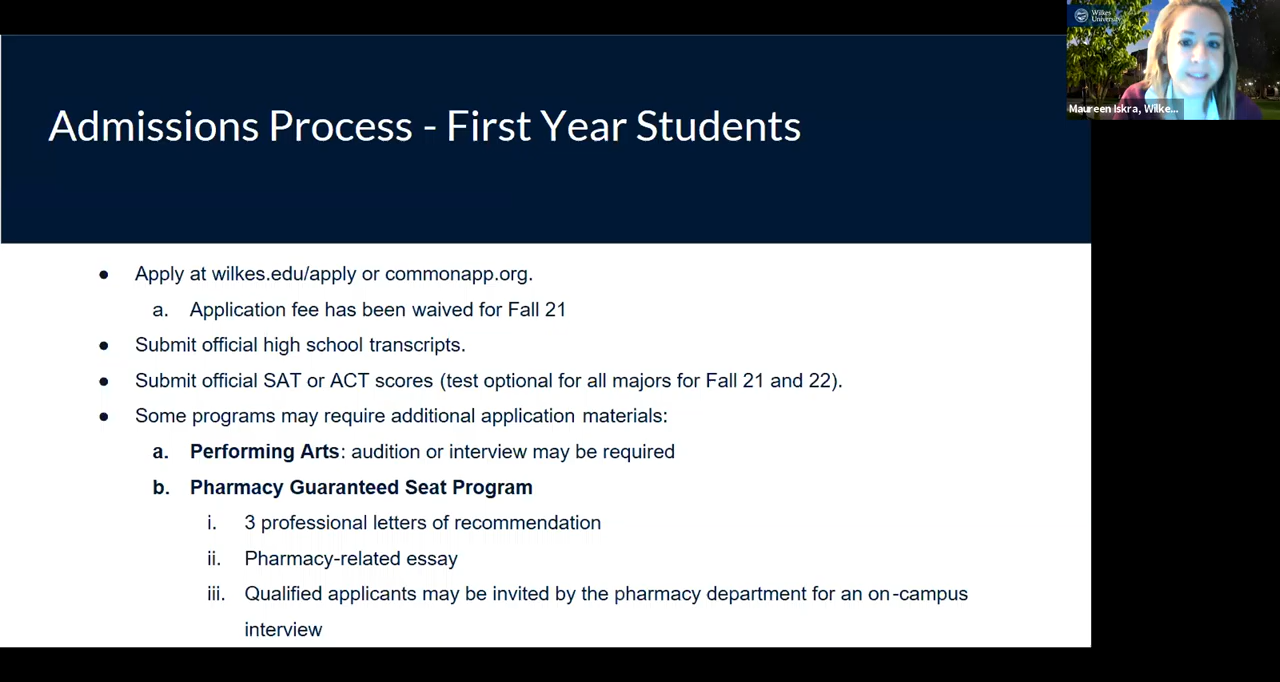 Wilkes
University
Maureen Iskra, Wilke...
Admissions Process - First Year Students
● Apply at wilkes.edu/apply or commonapp.org.
a. Application fee has been waived for Fall 21
● Submit official high school transcripts.
● Submit official SAT or ACT scores (test optional for all majors for Fall 21 and 22).
● Some programs may require additional application materials:
a. Performing Arts: audition or interview may be required
b. Pharmacy Guaranteed Seat Program
i. 3 professional letters of recommendation
ii. Pharmacy-related essay
iii. Qualified applicants may be invited by the pharmacy department for an on-campus
interview